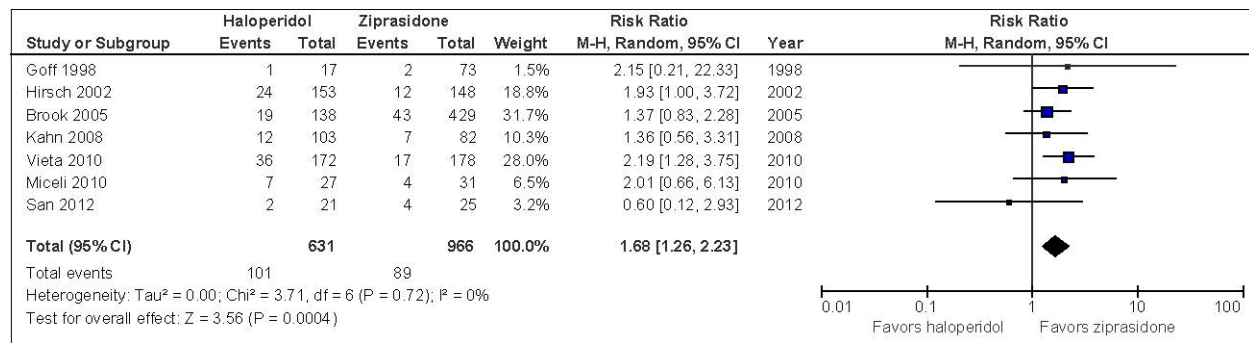 Haloperidol Ziprasidone Risk Ratio Risk Ratio
Study or Subgroup Events Total Events Total Weight M-H, Random, 95% CI Year M-H, Random, 95% CI
Goff 1998 1 17 2 73 1.5% 2.15 [0.21, 22.33] 1998
Hirsch 2002 24 153 12 148 18.8% 1.93 [1.00, 3.72] 2002
Brook 2005 19 138 43 429 31.7% 1.37 [0.83, 2.28] 2005
Kahn 2008 12 103 7 82 10.3% 1.36 [0.56, 3.31] 2008
Vieta 2010 36 172 17 178 28.0% 2.19 [1.28, 3.75] 2010
Miceli 2010 7 27 4 31 6.5% 2.01 [0.66, 6.13] 2010
San 2012 2 21 4 25 3.2% 0.60 [0.12, 2.93] 2012
Total (95% CI) 631 966 100.0% 1.68 [1.26, 2.23]
Total events 101 89
Heterogeneity: Tau² = 0.00; Chi² = 3.71, df = 6 (P = 0.72); I² = 0%
Test for overall effect: Z = 3.56 (P = 0.0004)
0.01 0.1 1 10 100
Favors haloperidol Favors ziprasidone